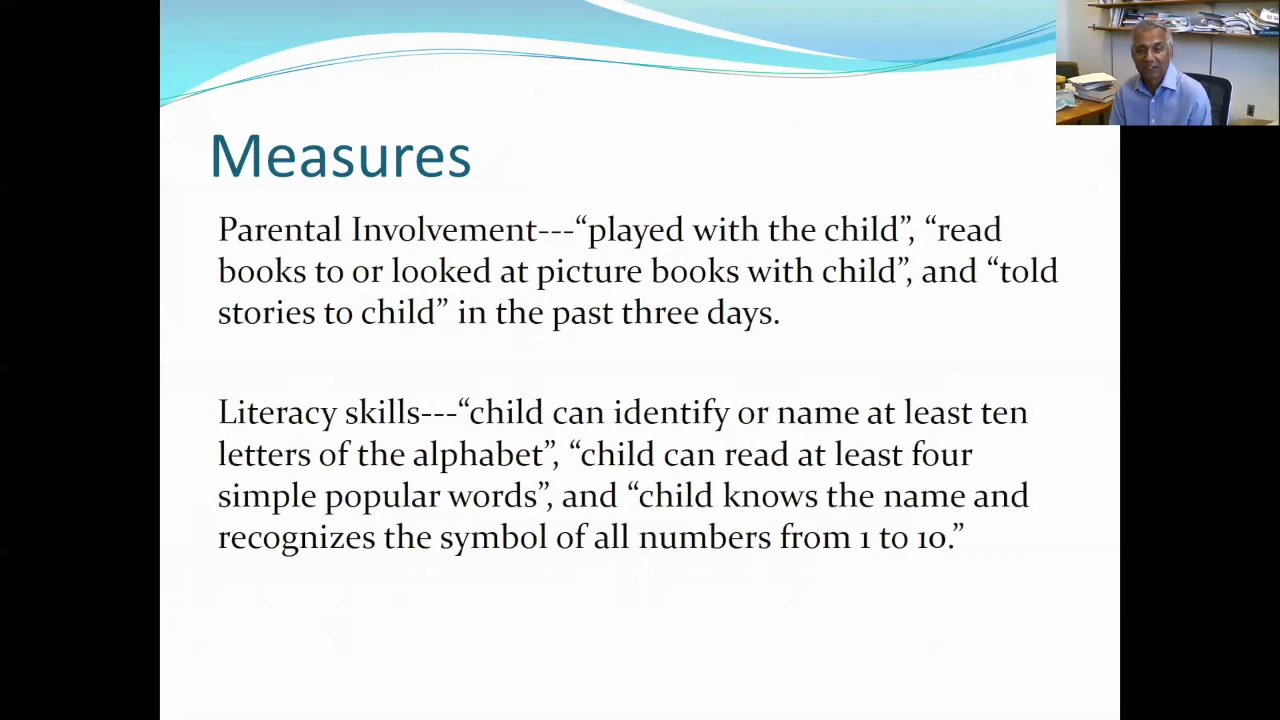 Measures
Parental Involvement---“played with the child”, “read
books to or looked at picture books with child”, and “told
stories to child” in the past three days.
Literacy skills---“child can identify or name at least ten
letters of the alphabet”, “child can read at least four
simple popular words”, and “child knows the name and
recognizes the symbol of all numbers from 1 to 10.”